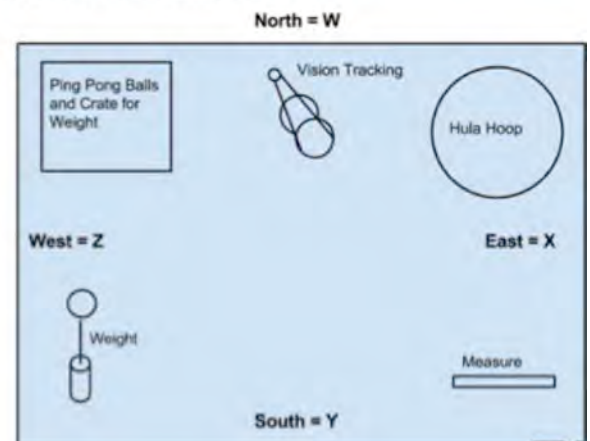 North = W
Ping Pong Balls
and Crate for
Weight
Vision Tracking
Hula Hoop
West = Z
East = X
Weight
Measure
South = Y